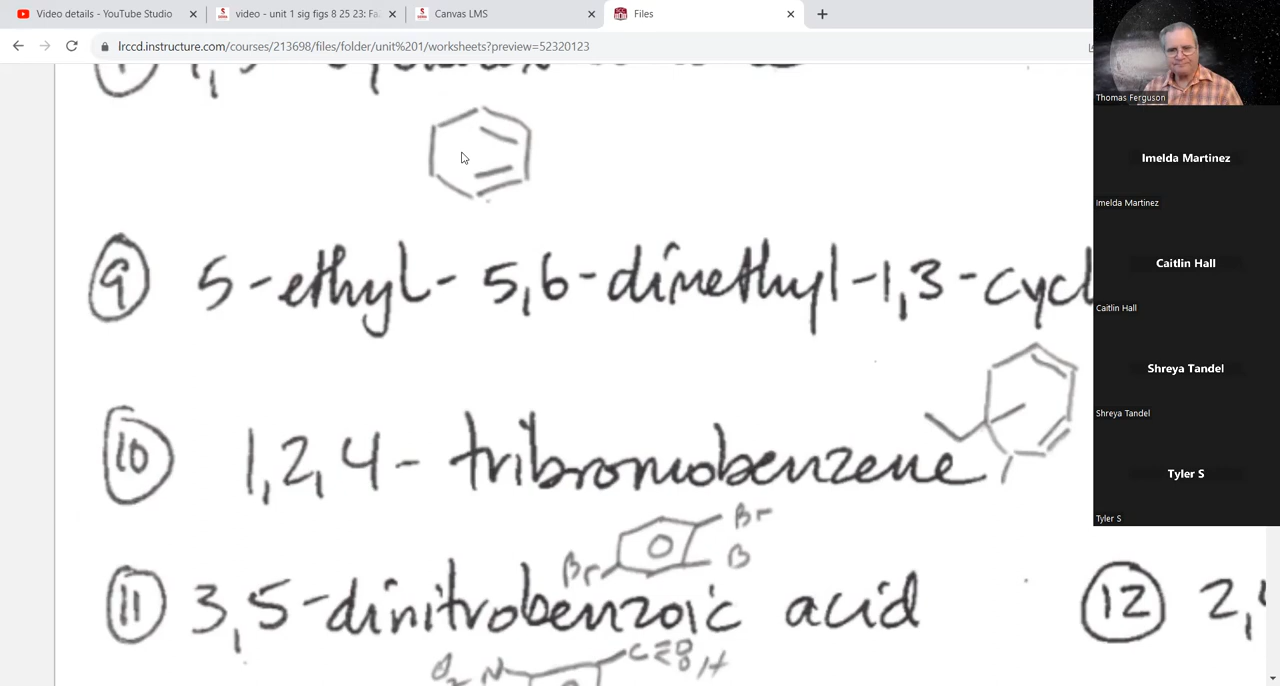 Video details - YouTube Studio
video - unit 1 sig figs 8 25 23: Fa
Canvas LMS
Files
lrccd.instructure.com/courses/213698/files/folder/unit%201/worksheets?preview=52320123
Thomas Ferguson
Imelda Martinez
Imelda Martinez
Caitlin Hall
Caitlin Hall
Shreya Tandel
Shreya Tandel
Tyler S
Tyler S
9 5-ethyl-5,6-dimethyl-1,3-cycl
10 1,2,4-tribromobenzene
Br
Br B
11 3,5-dinitrobenzoic acid
12 2,
O2N